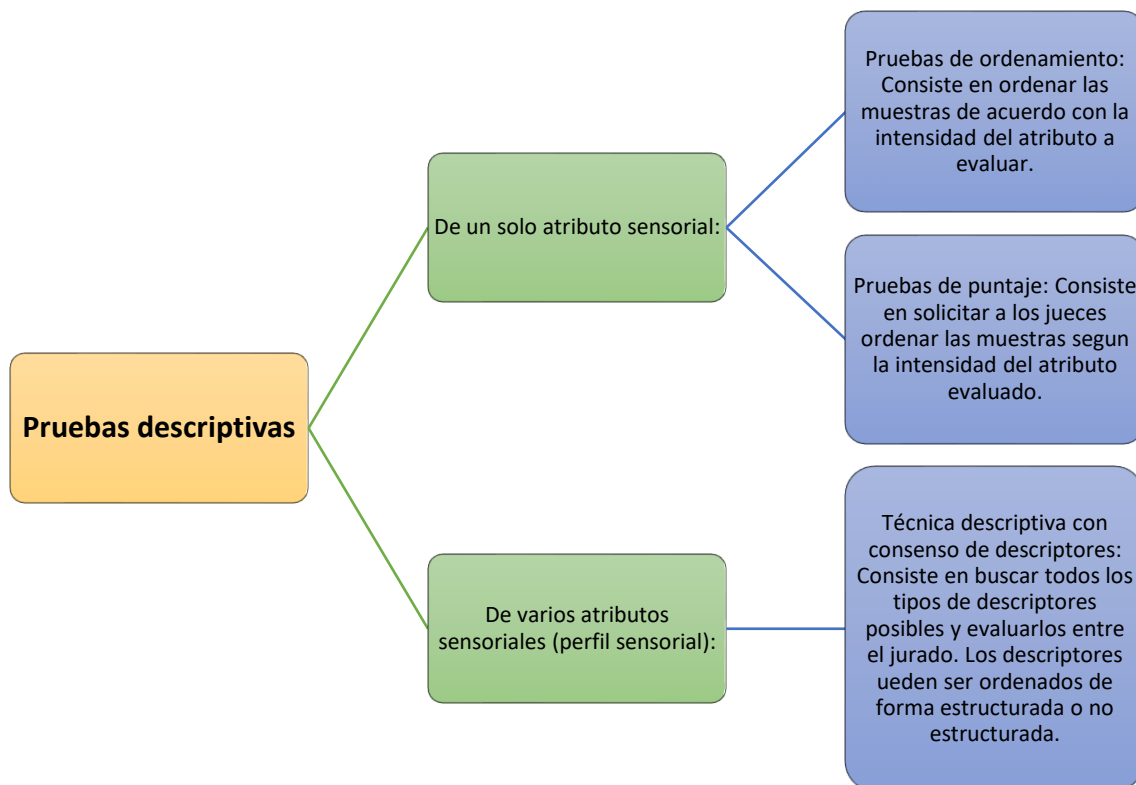 Pruebas descriptivas
De un solo atributo sensorial:
Pruebas de ordenamiento:
Consiste en ordenar las
muestras de acuerdo con la
intensidad del atributo a
evaluar.
Pruebas de puntaje: Consiste
en solicitar a los jueces
ordenar las muestras segun
la intensidad del atributo
evaluado.
De varios atributos
sensoriales (perfil sensorial):
Técnica descriptiva con
consenso de descriptores:
Consiste en buscar todos los
tipos de descriptores
posibles y evaluarlos entre
el jurado. Los descriptores
ueden ser ordenados de
forma estructurada o no
estructurada.